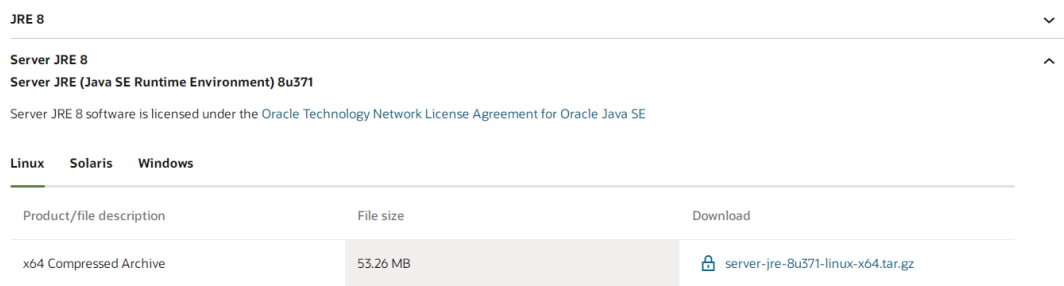 JRE 8
Server JRE 8
Server JRE (Java SE Runtime Environment) 8u371
Server JRE 8 software is licensed under the Oracle Technology Network License Agreement for Oracle Java SE
Linux Solaris Windows
Product/file description File size Download
x64 Compressed Archive 53.26 MB server-jre-8u371-linux-x64.tar.gz